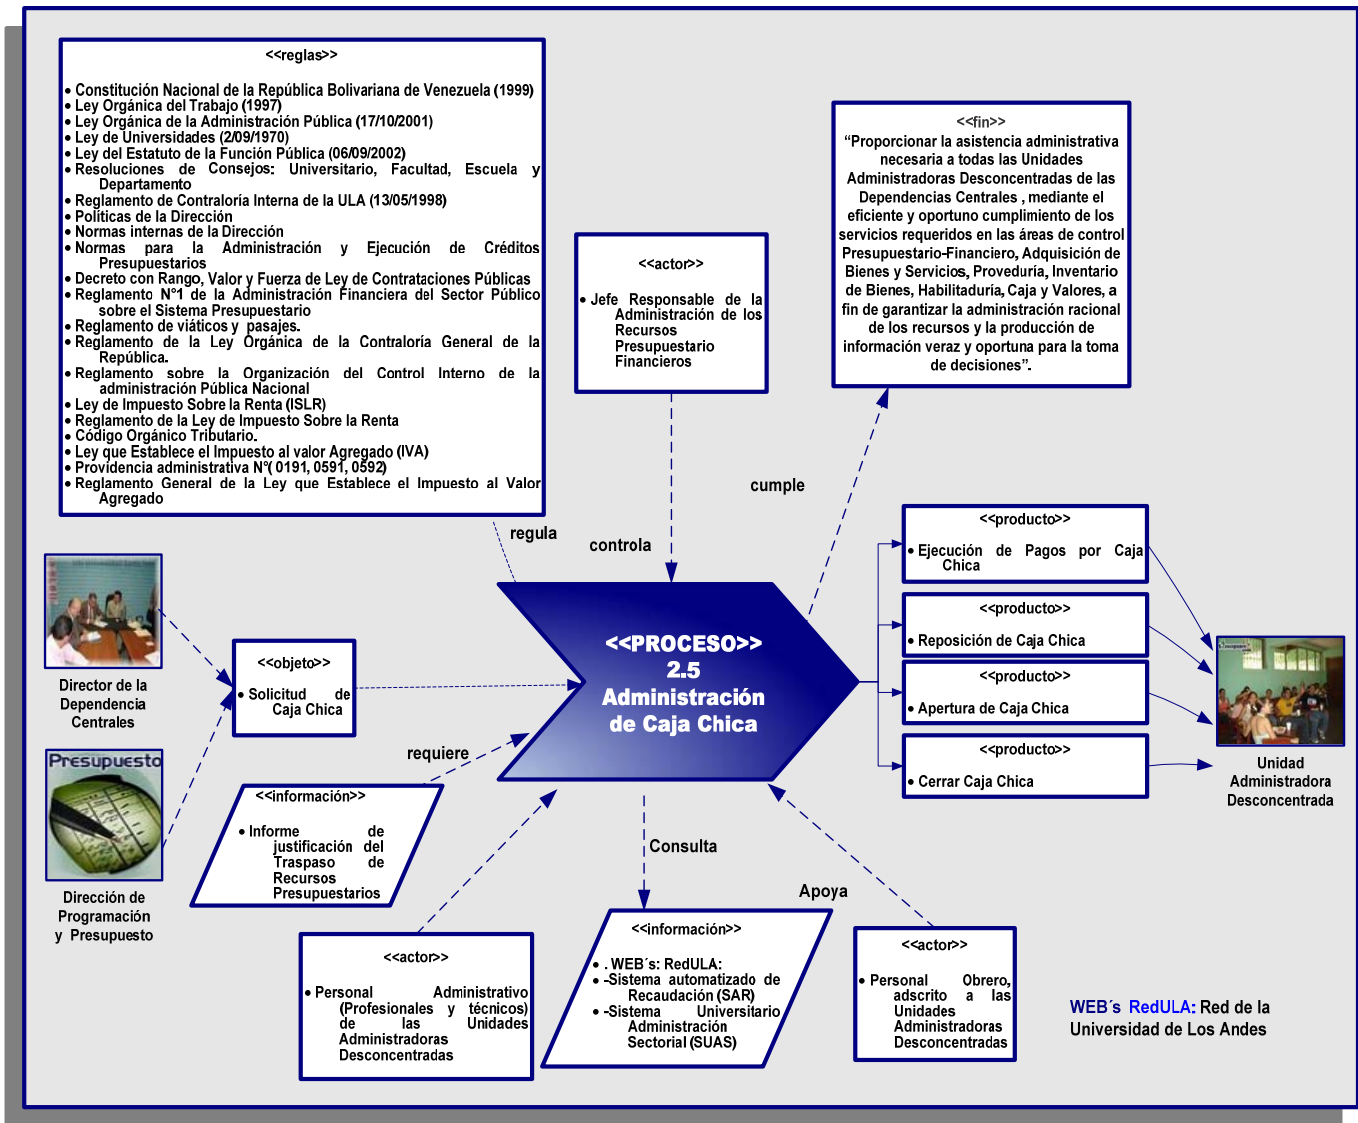 <<reglas>>
• Constitución Nacional de la República Bolivariana de Venezuela (1999)
• Ley Orgánica del Trabajo (1997)
• Ley Orgánica de la Administración Pública (17/10/2001)
• Ley de Universidades (2/09/1970)
• Ley del Estatuto de la Función Pública (06/09/2002)
• Resoluciones de Consejos: Universitario, Facultad, Escuela y
Departamento
• Reglamento de Contraloría Interna de la ULA (13/05/1998)
• Políticas de la Dirección
• Normas internas de la Dirección
• Normas para la Administración y Ejecución de Créditos
Presupuestarios
• Decreto con Rango, Valor y Fuerza de Ley de Contrataciones Públicas
• Reglamento N°1 de la Administración Financiera del Sector Público
sobre el Sistema Presupuestario
• Reglamento de viáticos y pasajes.
• Reglamento de la Ley Orgánica de la Contraloría General de la
República.
• Reglamento sobre la Organización del Control Interno de la
administración Pública Nacional
• Ley de Impuesto Sobre la Renta (ISLR)
• Reglamento de la Ley de Impuesto Sobre la Renta
• Código Orgánico Tributario.
• Ley que Establece el Impuesto al valor Agregado (IVA)
• Providencia administrativa N°( 0191, 0591, 0592)
• Reglamento General de la Ley que Establece el Impuesto al Valor
Agregado
<<actor>>
• Jefe Responsable de la
Administración de los
Recursos
Presupuestario
Financieros
<<fin>>
“Proporcionar la asistencia administrativa
necesaria a todas las Unidades
Administradoras Desconcentradas de las
Dependencias Centrales , mediante el
eficiente y oportuno cumplimiento de los
servicios requeridos en las áreas de control
Presupuestario-Financiero, Adquisición de
Bienes y Servicios, Proveduría, Inventario
de Bienes, Habilitaduría, Caja y Valores, a
fin de garantizar la administración racional
de los recursos y la producción de
información veraz y oportuna para la toma
de decisiones”.
regula
controla
cumple
<<PROCESO>>
2.5
Administración
de Caja Chica
Director de la
Dependencia
Centrales
Presupuesto
Dirección de
Programación
y Presupuesto
<<objeto>>
• Solicitud de
Caja Chica
requiere
<<información>>
• Informe de
justificación del
Traspaso de
Recursos
Presupuestarios
<<producto>>
• Ejecución de Pagos por Caja
Chica
<<producto>>
• Reposición de Caja Chica
<<producto>>
• Apertura de Caja Chica
<<producto>>
• Cerrar Caja Chica
Unidad
Administradora
Desconcentrada
Consulta
Apoya
<<actor>>
• Personal Administrativo
(Profesionales y técnicos)
de las Unidades
Administradoras
Desconcentradas
<<información>>
• . WEB´s: RedULA:
• -Sistema automatizado de
Recaudación (SAR)
• -Sistema Universitario
Administración
Sectorial (SUAS)
<<actor>>
• Personal Obrero,
adscrito a las
Unidades
Administradoras
Desconcentradas
WEB´s RedULA: Red de la
Universidad de Los Andes